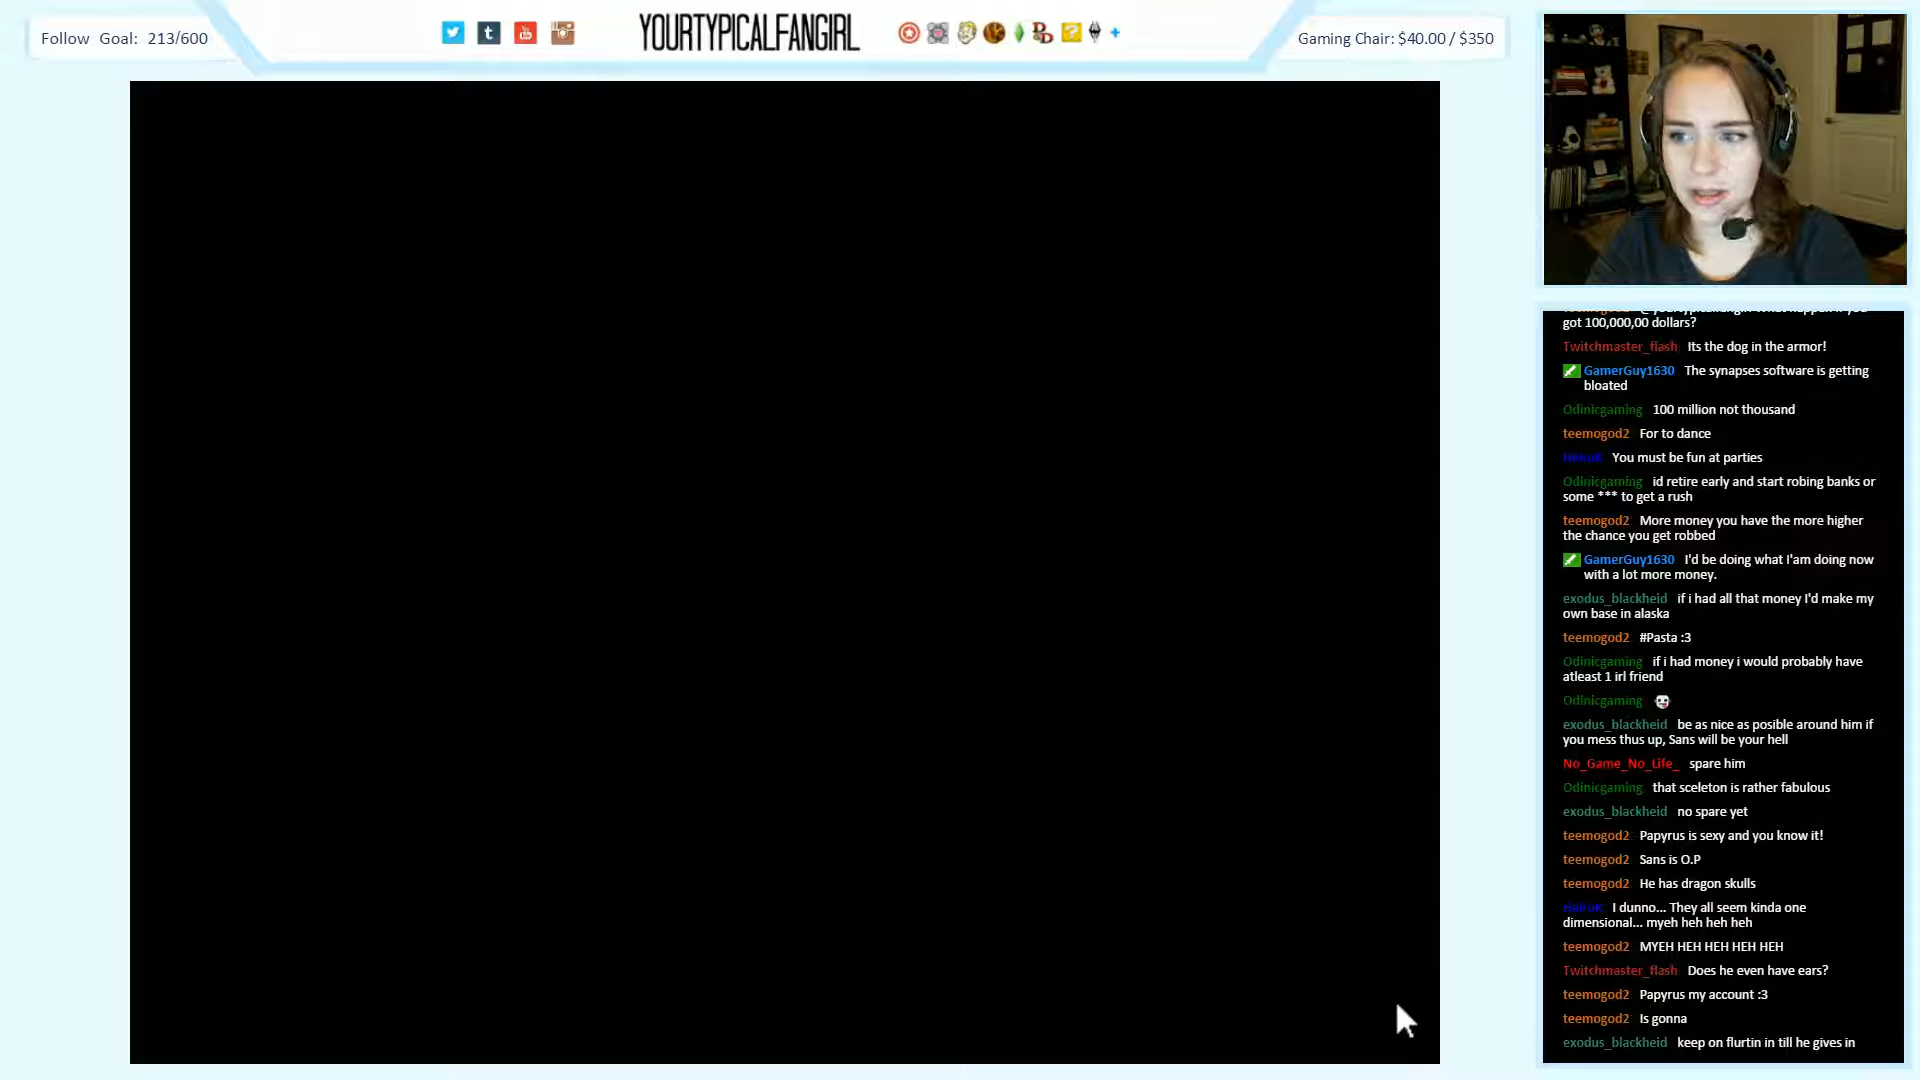 Follow Goal: 213/600
YOURTYPICALFANGIRL
Gaming Chair: $40.00 / $350
got 100,000,00 dollars?
Twitchmaster_flash Its the dog in the armor!
GamerGuy1630 The synapses software is getting
bloated
Odinicgaming 100 million not thousand
teemogod2 For to dance
You must be fun at parties
Odinicgaming id retire early and start robing banks or
some *** to get a rush
teemogod2 More money you have the more higher
the chance you get robbed
GamerGuy1630 I'd be doing what I'am doing now
with a lot more money.
exodus_blackheid if i had all that money I'd make my
own base in alaska
teemogod2 #Pasta :3
Odinicgaming if i had money i would probably have
atleast 1 irl friend
Odinicgaming
exodus_blackheid be as nice as posible around him if
you mess thus up, Sans will be your hell
No_Game_No_Life_ spare him
Odinicgaming that sceleton is rather fabulous
exodus_blackheid no spare yet
teemogod2 Papyrus is sexy and you know it!
teemogod2 Sans is O.P
teemogod2 He has dragon skulls
I dunno... They all seem kinda one
dimensional... myeh heh heh heh
teemogod2 MYEH HEH HEH HEH HEH
Twitchmaster_flash Does he even have ears?
teemogod2 Papyrus my account :3
teemogod2 Is gonna
exodus_blackheid keep on flurtin in till he gives in